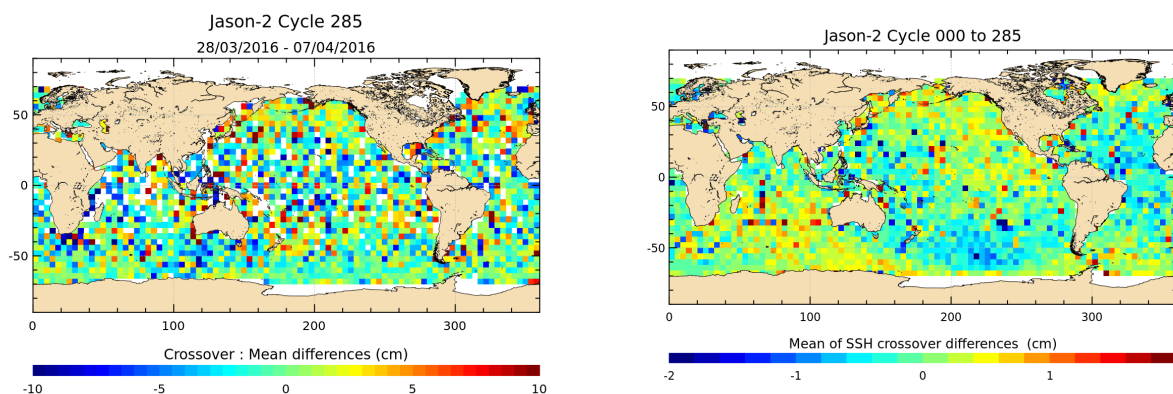 Jason-2 Cycle 285
28/03/2016 - 07/04/2016
50
0
-50
0 100 200 300
Crossover : Mean differences (cm)
-10 -5 0 5 10
Jason-2 Cycle 000 to 285
50
0
-50
0 100 200 300
Mean of SSH crossover differences (cm)
-2 -1 0 1